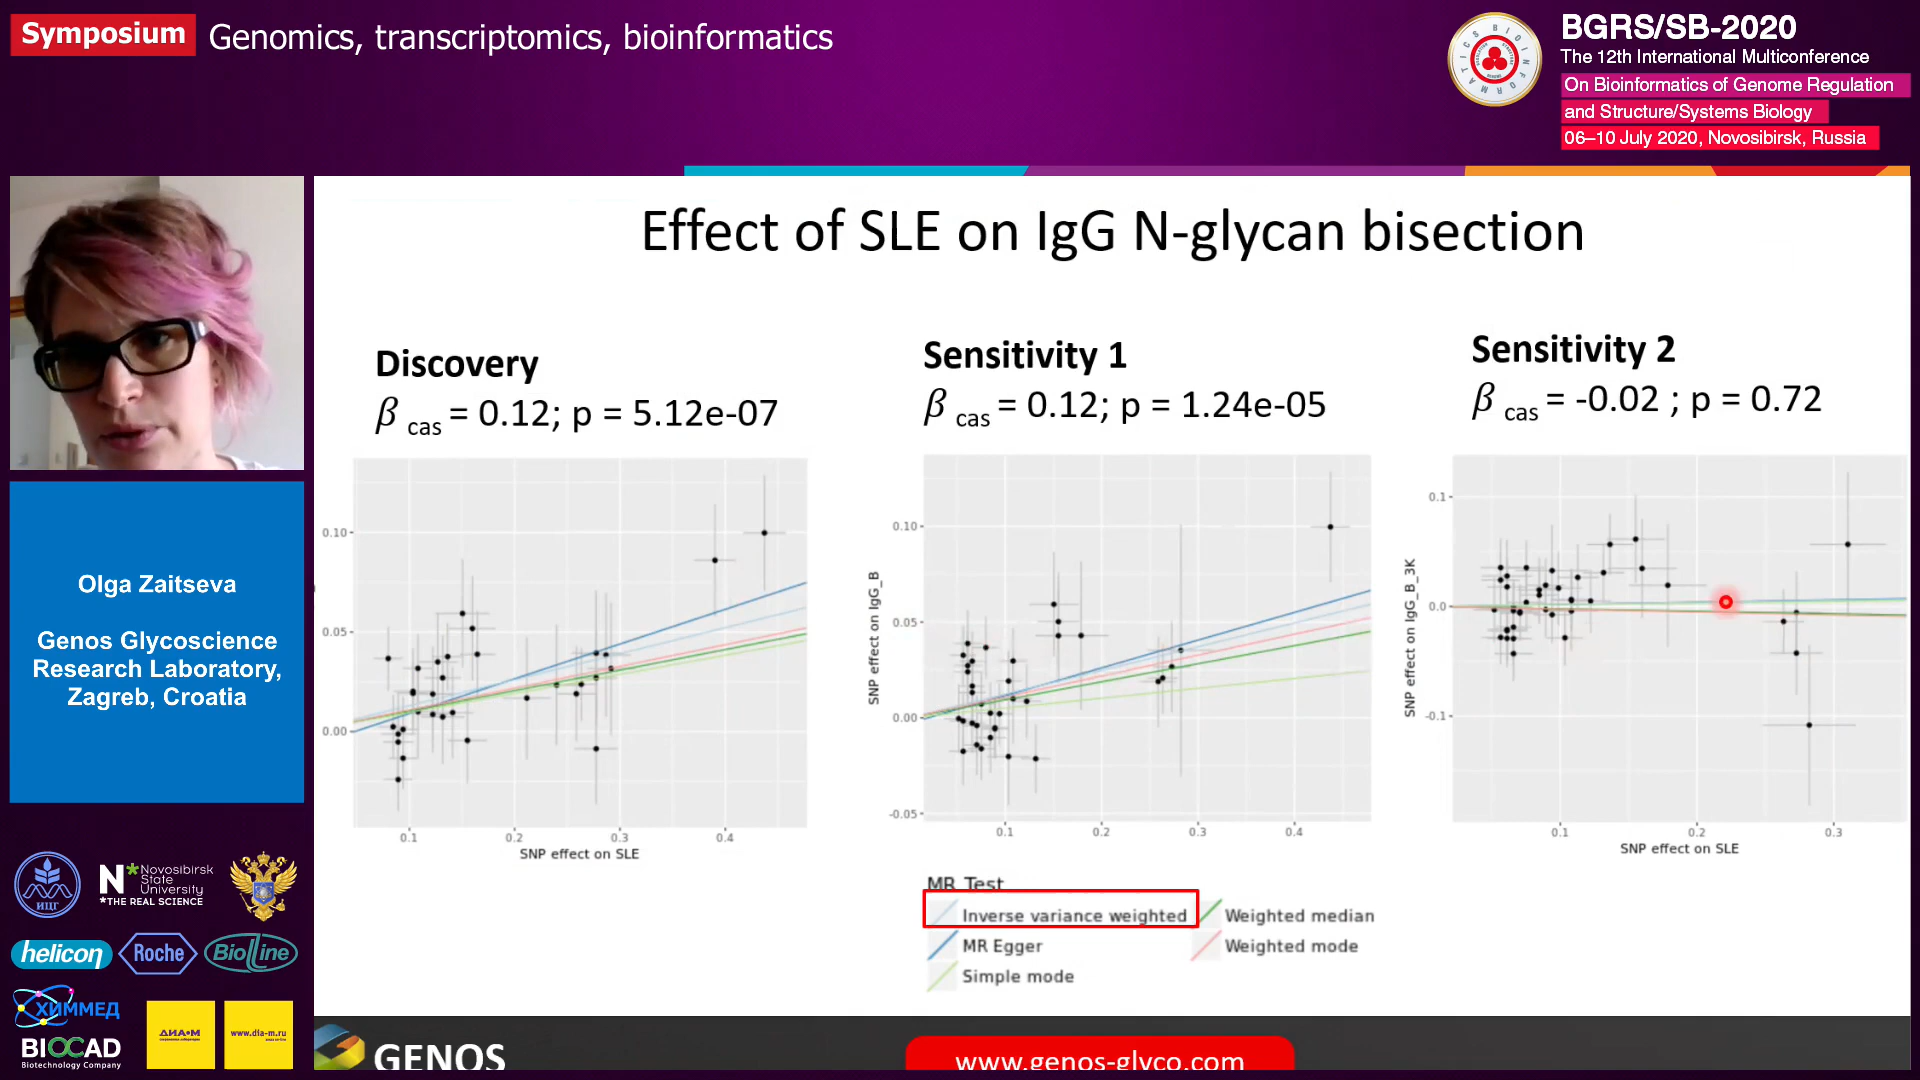 Symposium
Genomics, transcriptomics, bioinformatics
BIOINFORMATICS
BGRS/SB-2020
The 12th International Multiconference
On Bioinformatics of Genome Regulation
and Structure/Systems Biology
06–10 July 2020, Novosibirsk, Russia
Effect of SLE on IgG N-glycan bisection
Discovery
β cas = 0.12; p = 5.12e-07
Sensitivity 1
β cas = 0.12; p = 1.24e-05
Sensitivity 2
β cas = -0.02 ; p = 0.72
0.10
0.05
0.00
0.1 0.2 0.3 0.4
SNP effect on SLE
SNP effect on IgG_B
0.10
0.05
0.00
-0.05
0.1 0.2 0.3 0.4
SNP effect on IgG_B_3K
0.1
0.0
-0.1
0.1 0.2 0.3
SNP effect on SLE
MR Test
Inverse variance weighted
Weighted median
MR Egger
Weighted mode
Simple mode
Olga Zaitseva
Genos Glycoscience
Research Laboratory,
Zagreb, Croatia
ИЦГ
N*Novosibirsk
State
University
*THE REAL SCIENCE
helicon
Roche
BioLine
ХИММЕД
BIOCAD
Biotechnology Company
ДИА•М
www.dia-m.ru
GENOS
www.genos-glyco.com